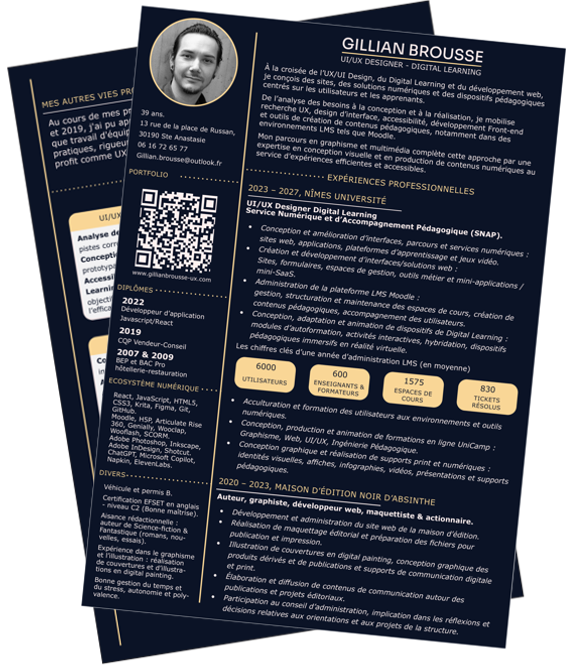 GILLIAN BROUSSE
UI/UX DESIGNER - DIGITAL LEARNING
À la croisée de l'UX/UI Design, du Digital Learning et du développement web,
je conçois des sites, des solutions numériques et des dispositifs pédagogiques
centrés sur les utilisateurs et les apprenants.
De l'analyse des besoins à la conception et à la réalisation, je mobilise
recherche UX, design d'interface, accessibilité, développement Front-end
et outils de création de contenus pédagogiques, notamment dans des
environnements LMS tels que Moodle.
Mon parcours en graphisme et multimédia complète cette approche par une
expertise en conception visuelle et en production de contenus numériques au
service d'expériences efficientes et accessibles.
39 ans.
13 rue de la place de Russan,
30190 Ste Anastasie
06 16 72 65 77
Gillian.brousse@outlook.fr
PORTFOLIO
www.gillianbrousse-ux.com
DIPLÔMES
2022
Développeur d'application
Javascript/React
2019
CQP Vendeur-Conseil
2007 & 2009
BEP et BAC Pro
hôtellerie-restauration
ECOSYSTÈME NUMÉRIQUE
React, JavaScript, HTML5,
CSS3, Krita, Figma, Git,
GitHub.
Moodle, H5P, Articulate Rise
360, Genially, Wooclap,
Wooflash, SCORM.
Adobe Photoshop, Inkscape,
Adobe InDesign, Shotcut.
ChatGPT, Microsoft Copilot,
Napkin, ElevenLabs.
DIVERS
Véhicule et permis B.
Certification EFSET en anglais
- niveau C2 (Bonne maîtrise).
Aisance rédactionnelle :
auteur de Science-fiction &
Fantastique (romans, nou-
velles, essai).
Expérience dans le graphisme
et l'illustration : réalisation
de couvertures et d'illustra-
tions en digital painting.
Bonne gestion du temps et
du stress, autonomie et poly-
valence.
EXPÉRIENCES PROFESSIONNELLES
2023 – 2027, NÎMES UNIVERSITÉ
UI/UX Designer Digital Learning
Service Numérique et d'Accompagnement Pédagogique (SNAP).
• Conception et amélioration d'interfaces, parcours et services numériques :
sites web, applications, plateformes d'apprentissage et jeux vidéo.
• Création et développement d'interfaces/solutions web :
Sites, formulaires, espaces de gestion, outils métier et mini-applications /
mini-SaaS.
• Administration de la plateforme LMS Moodle :
gestion, structuration et maintenance des espaces de cours, création de
contenus pédagogiques, accompagnement des utilisateurs.
• Conception, adaptation et animation de dispositifs de Digital Learning :
modules d'autoformation, activités interactives, hybridation, dispositifs
pédagogiques immersifs en réalité virtuelle.
Les chiffres clés d'une année d'administration LMS (en moyenne)
6000
UTILISATEURS
600
ENSEIGNANTS &
FORMATEURS
1575
ESPACES DE
COURS
830
TICKETS
RÉSOLUS
• Acculturation et formation des utilisateurs aux environnements et outils
numériques.
• Conception, production et animation de formations en ligne UniCamp :
Graphisme, Web, UI/UX, Ingénierie Pédagogique.
• Conception graphique et réalisation de supports print et numériques :
identités visuelles, affiches, infographies, vidéos, présentations et supports
pédagogiques.
2020 – 2023, MAISON D'ÉDITION NOIR D'ABSINTHE
Auteur, graphiste, développeur web, maquettiste & actionnaire.
• Développement et administration du site web de la maison d'édition.
• Réalisation de maquettage éditorial et préparation des fichiers pour
publication et impression.
• Illustration de couvertures en digital painting, conception graphique des
produits dérivés et de publications et supports de communication digitale
et print.
• Élaboration et diffusion de contenus de communication autour des
publications et projets éditoriaux.
• Participation au conseil d'administration, implication dans les réflexions et
décisions relatives aux orientations et aux projets de la structure.
MES AUTRES VIES
Au cours de mes
et 2019, j'ai pu
que travail d'équi
pratiques, rigueu
profit comme UX
UI/UX
Analyse de
pistes
Concepti
prototyp
Accessi
Learnin
objecti
l'effica